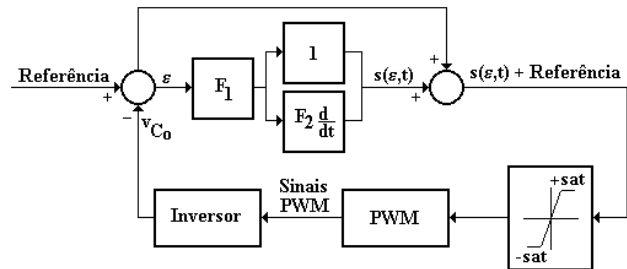 Referência
+
−
ε
F1
1
F2 d/dt
s(ε,t)
+
+
s(ε,t) + Referência
vCo
Inversor
Sinais
PWM
PWM
+sat
-sat